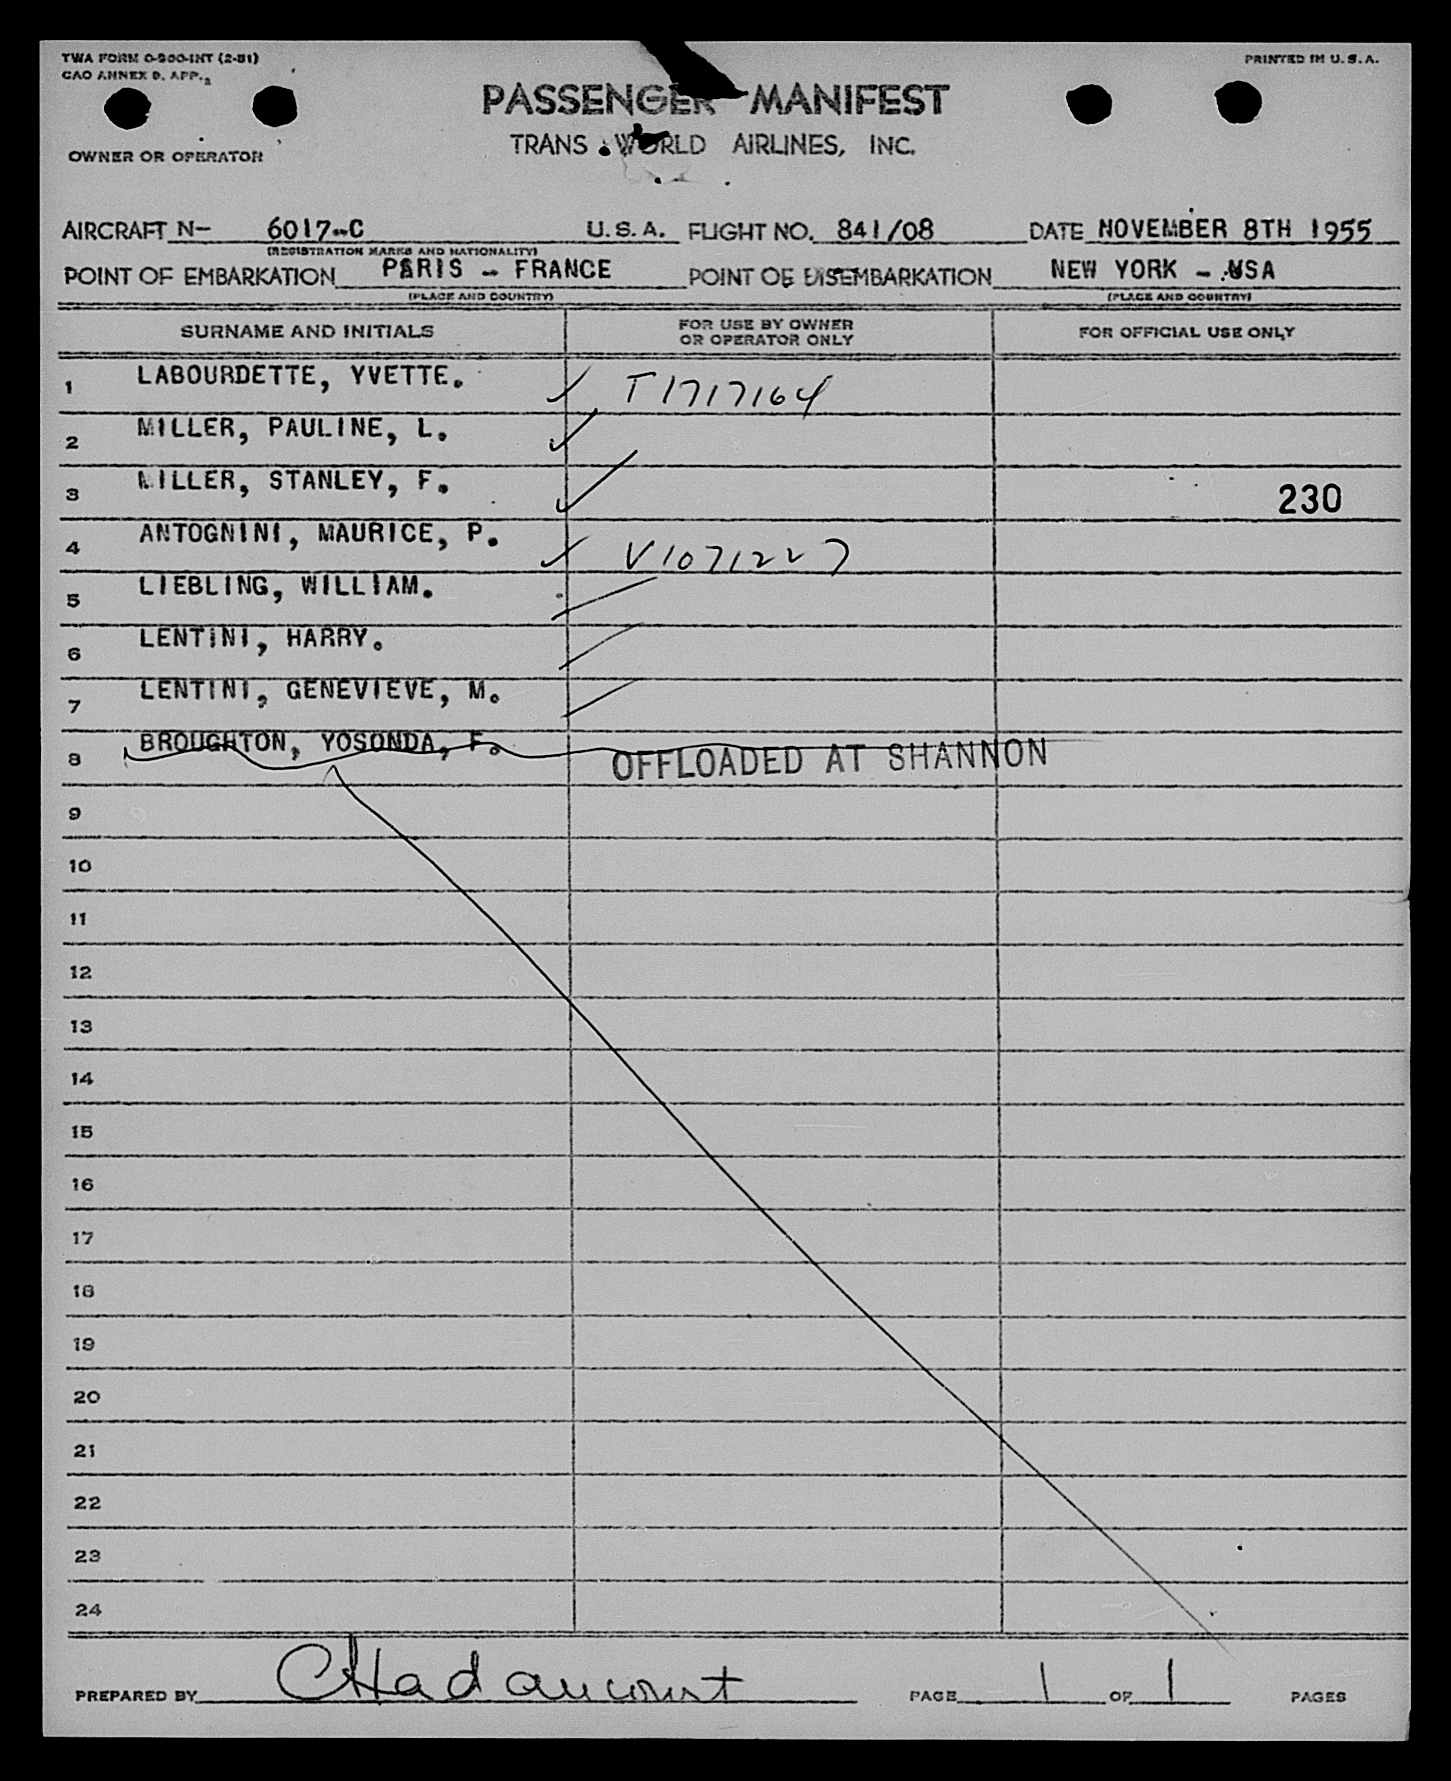 TWA FORM O-900-INT (2-51)
CAO ANNEX 9, APP. 2
PRINTED IN U.S.A.
PASSENGER MANIFEST
TRANS WORLD AIRLINES, INC.
OWNER OR OPERATOR
AIRCRAFT N- 6017-C U.S.A. FLIGHT NO. 841/08 DATE NOVEMBER 8TH 1955
(REGISTRATION MARKS AND NATIONALITY)
POINT OF EMBARKATION PARIS - FRANCE POINT OF DISEMBARKATION NEW YORK - USA
(PLACE AND COUNTRY) (PLACE AND COUNTRY)
SURNAME AND INITIALS FOR USE BY OWNER OR OPERATOR ONLY FOR OFFICIAL USE ONLY
1 LABOURDETTE, YVETTE. T1717164
2 MILLER, PAULINE, L.
3 MILLER, STANLEY, F. 230
4 ANTOGNINI, MAURICE, P. V1071227
5 LIEBLING, WILLIAM.
6 LENTINI, HARRY.
7 LENTINI, GENEVIEVE, M.
8 BROUGHTON, YOSONDA, F. OFFLOADED AT SHANNON
9
10
11
12
13
14
15
16
17
18
19
20
21
22
23
24
PREPARED BY PAGE 1 OF 1 PAGES